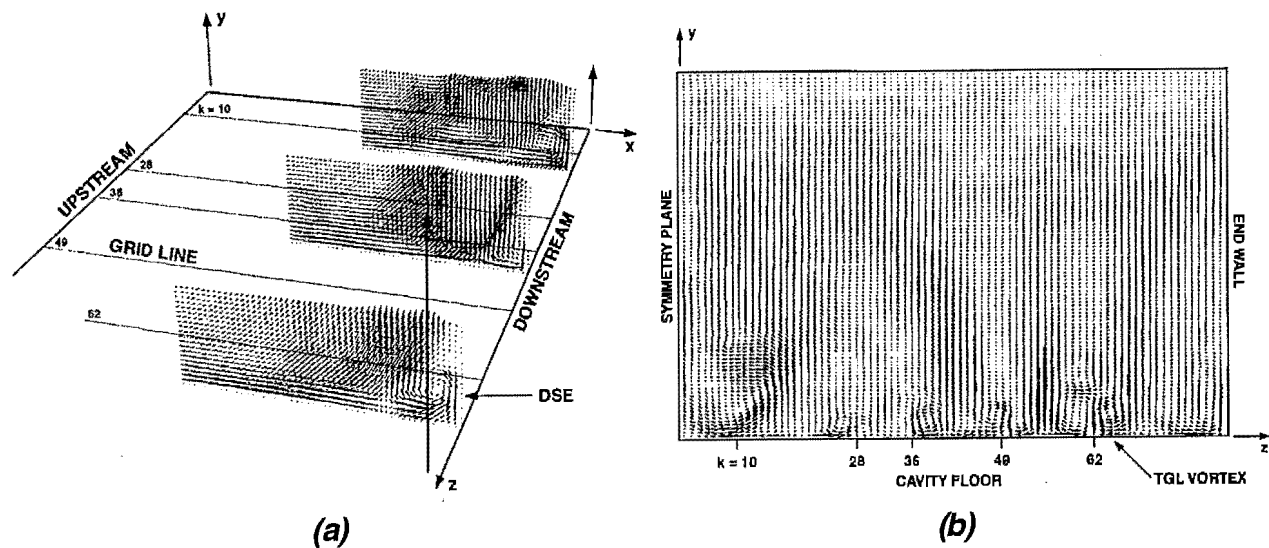 y
x
k = 10
28
38
49
62
UPSTREAM
GRID LINE
DOWNSTREAM
DSE
z
(a)
y
SYMMETRY PLANE
END WALL
z
k = 10
28
36
49
62
CAVITY FLOOR
TGL VORTEX
(b)